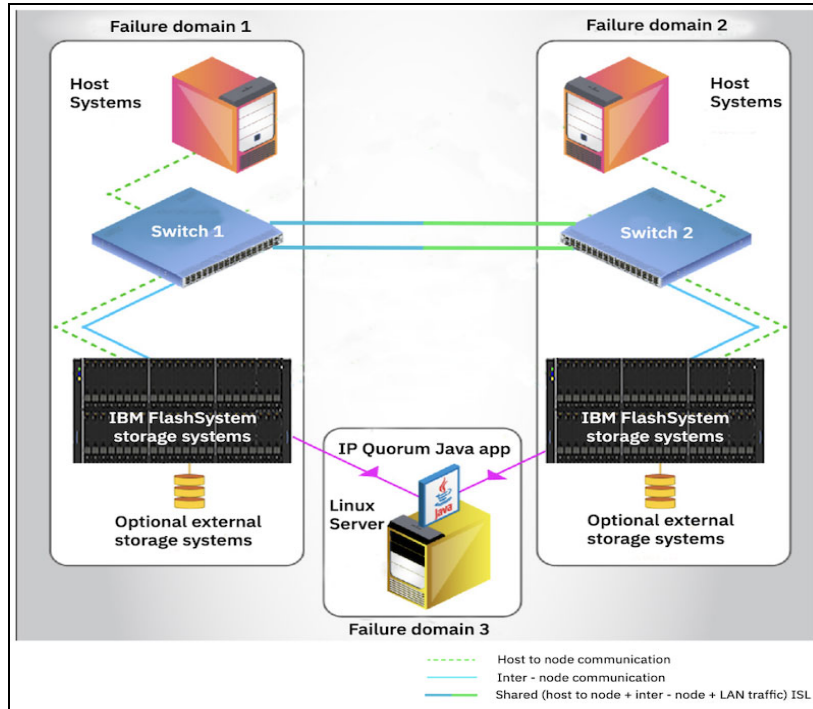 Failure domain 1
Failure domain 2
Host
Systems
Host
Systems
Switch 1
Switch 2
IBM FlashSystem
storage systems
IBM FlashSystem
storage systems
IP Quorum Java app
Linux
Server
Java
Optional external
storage systems
Optional external
storage systems
Failure domain 3
Host to node communication
Inter - node communication
Shared (host to node + inter - node + LAN traffic) ISL